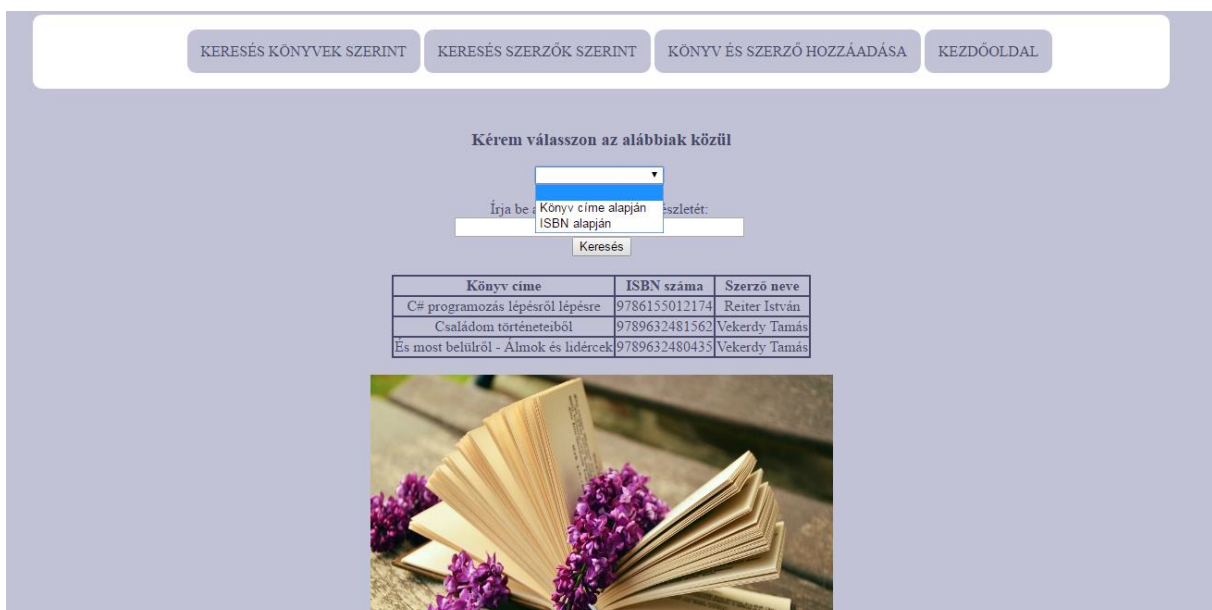 KERESÉS KÖNYVEK SZERINT KERESÉS SZERZŐK SZERINT KÖNYV ÉS SZERZŐ HOZZÁADÁSA KEZDŐOLDAL
Kérem válasszon az alábbiak közül
Könyv címe alapján
ISBN alapján
Írja be részletét:
Keresés
Könyv címe ISBN száma Szerző neve
C# programozás lépésről lépésre 9786155012174 Reiter István
Családom történeteiből 9789632481562 Vekerdy Tamás
És most belülről - Álmok és lidércek 9789632480435 Vekerdy Tamás